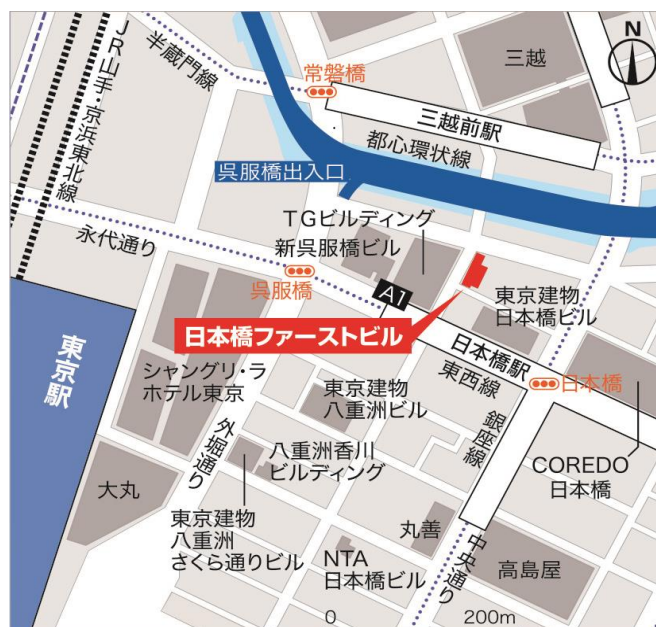 N
三越
常磐橋
半蔵門線
JR山手・京浜東北線
三越前駅
都心環状線
呉服橋出入口
TGビルディング
新呉服橋ビル
永代通り
呉服橋
A1
東京建物
日本橋ビル
日本橋ファーストビル
日本橋駅
東西線
日本橋
東京駅
シャングリ・ラ
ホテル東京
東京建物
八重洲ビル
銀座線
外堀通り
八重洲香川
ビルディング
COREDO
日本橋
大丸
東京建物
八重洲
さくら通りビル
丸善
中央通り
NTA
日本橋ビル
高島屋
0
200m